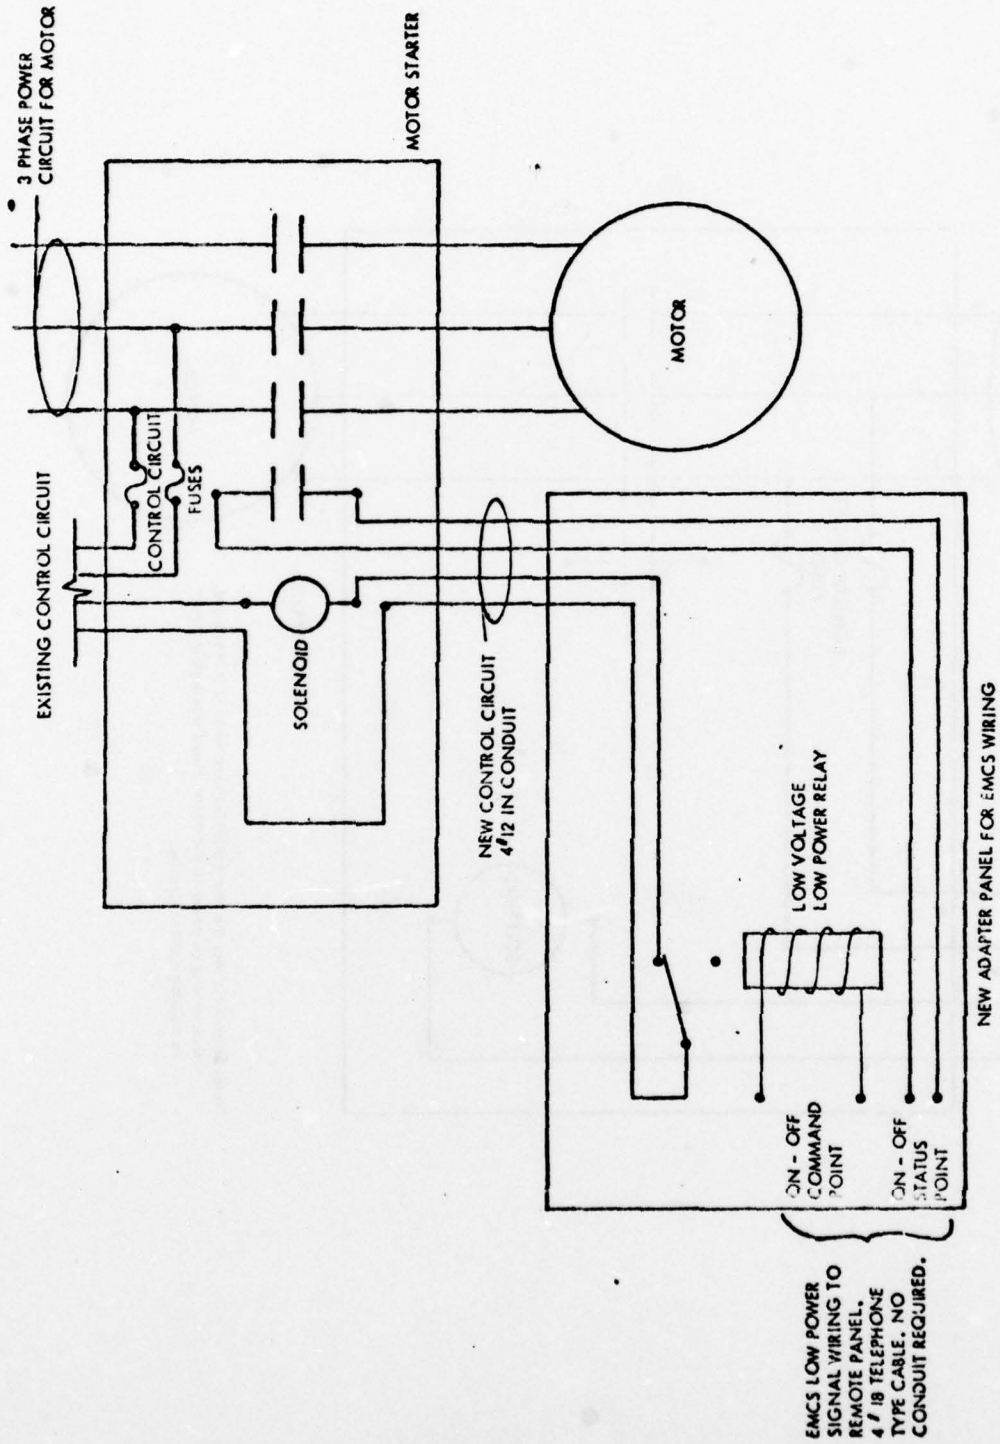 3 PHASE POWER
CIRCUIT FOR MOTOR
MOTOR STARTER
EXISTING CONTROL CIRCUIT
CONTROL CIRCUIT
FUSES
SOLENOID
MOTOR
NEW CONTROL CIRCUIT
4#12 IN CONDUIT
LOW VOLTAGE
LOW POWER RELAY
NEW ADAPTER PANEL FOR EMCS WIRING
ON - OFF
COMMAND
POINT
ON - OFF
STATUS
POINT
EMCS LOW POWER
SIGNAL WIRING TO
REMOTE PANEL.
4 # 18 TELEPHONE
TYPE CABLE. NO
CONDUIT REQUIRED.